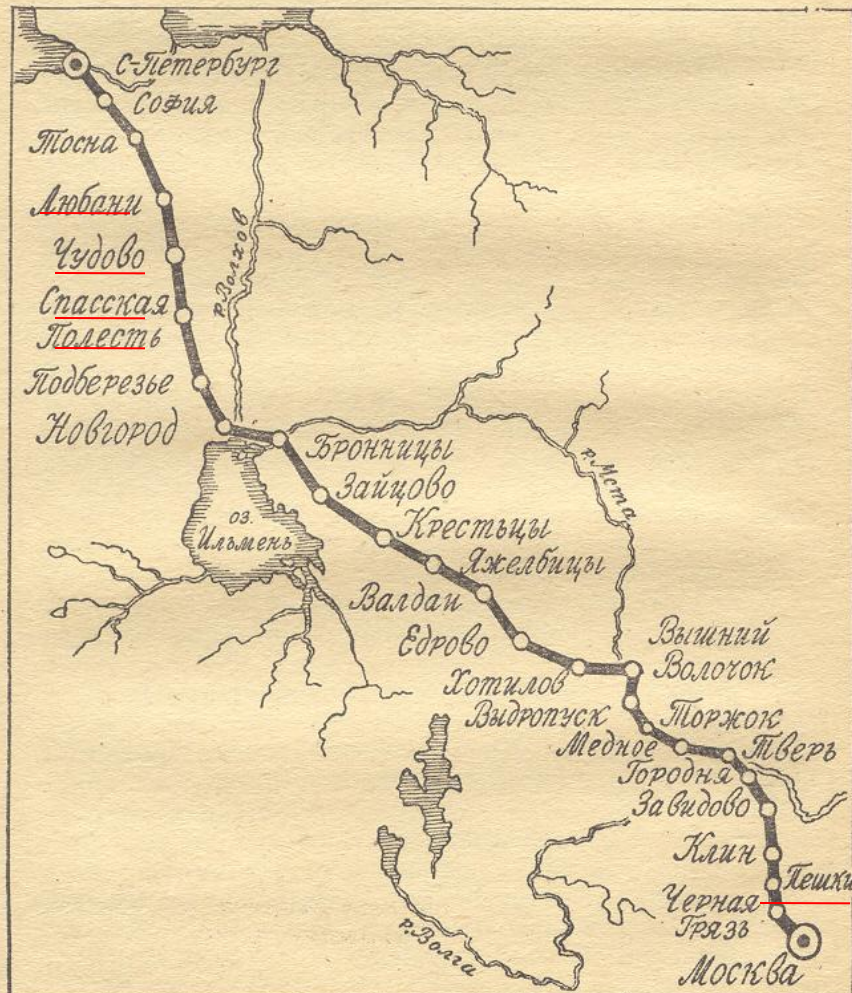 С-Петербург
София
Тосна
Любани
Чудово
р. Волхов
Спасская
Полесть
Подберезье
Новгород
Бронницы
р. Мста
Зайцово
оз.
Ильмень
Крестьцы
Яжелбицы
Валдаи
Едрово
Вышний
Волочок
Хотилов
Выдропуск
Торжок
Медное
Тверь
Городня
Завидово
Клин
Пешки
Черная
Грязь
р. Волга
Москва